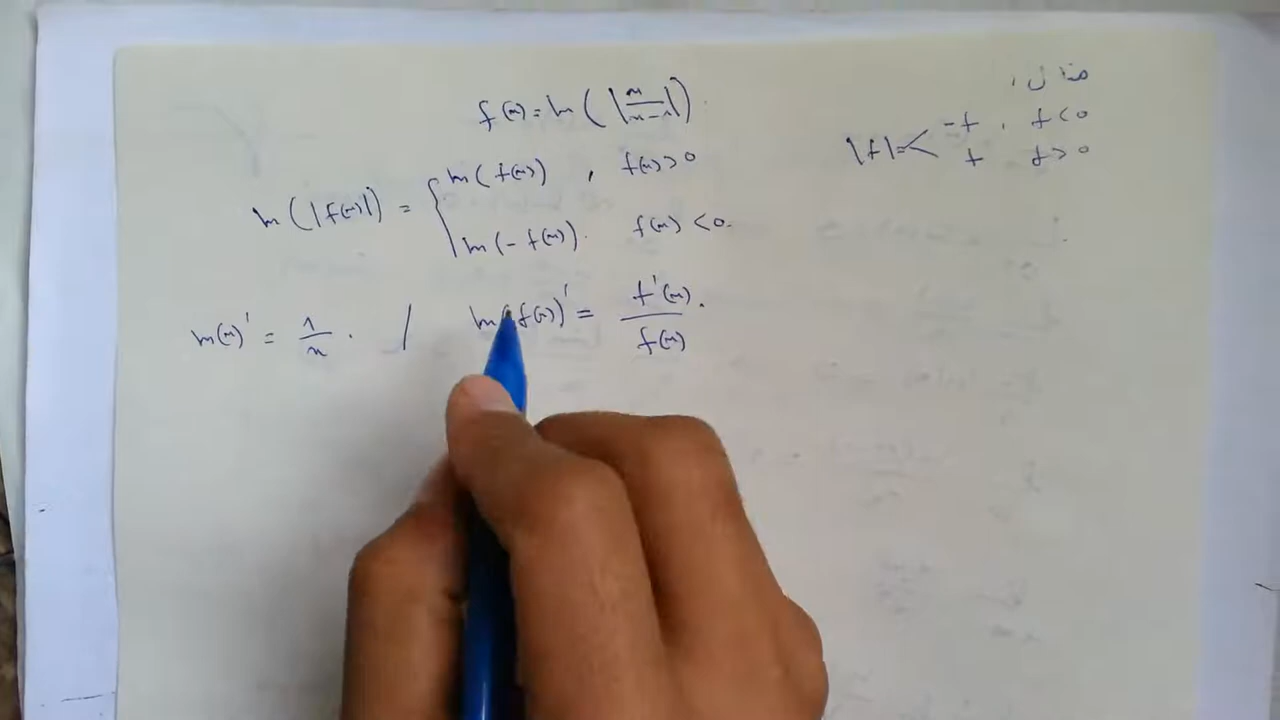 مثال:
f(x) = ln(|x/(x-1)|).
|f| = < -f , f<0
f f>0
ln(|f(x)|) = { ln(f(x)) , f(x)>0
ln(-f(x)). f(x)<0.
ln(x)' = 1/x . / ln(f(x))' = f'(x)/f(x).